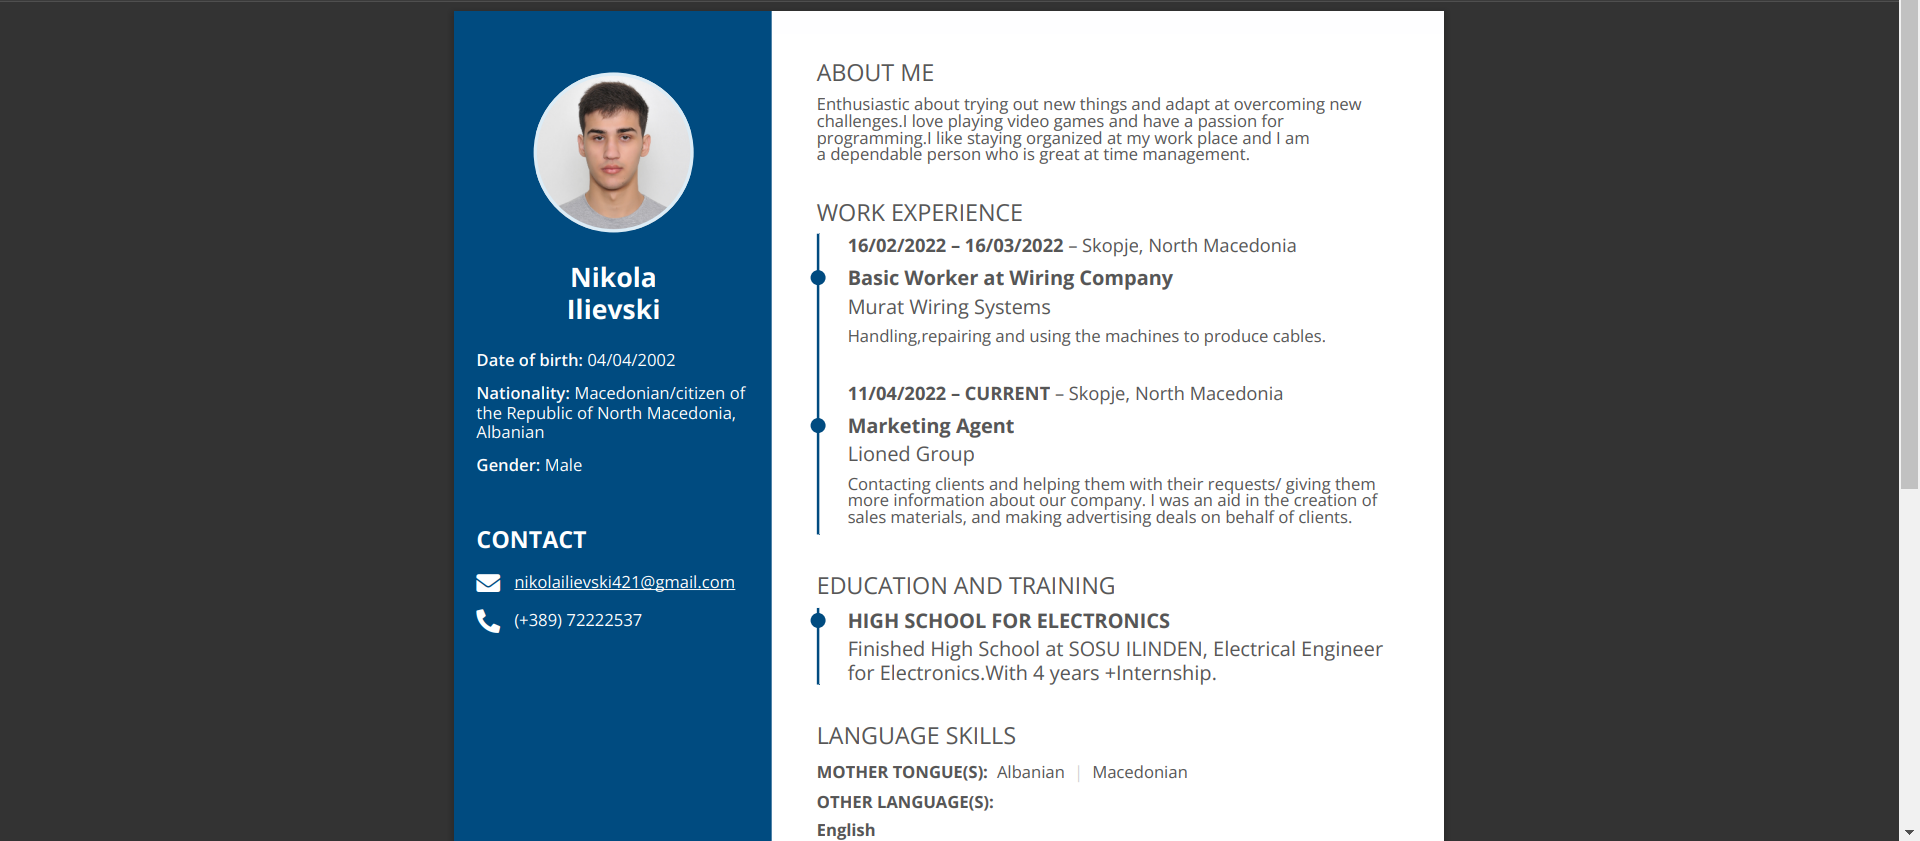 Nikola
Ilievski
Date of birth: 04/04/2002
Nationality: Macedonian/citizen of
the Republic of North Macedonia,
Albanian
Gender: Male
CONTACT
nikolailievski421@gmail.com
(+389) 72222537
ABOUT ME
Enthusiastic about trying out new things and adapt at overcoming new
challenges.I love playing video games and have a passion for
programming.I like staying organized at my work place and I am
a dependable person who is great at time management.
WORK EXPERIENCE
16/02/2022 – 16/03/2022 – Skopje, North Macedonia
Basic Worker at Wiring Company
Murat Wiring Systems
Handling,repairing and using the machines to produce cables.
11/04/2022 – CURRENT – Skopje, North Macedonia
Marketing Agent
Lioned Group
Contacting clients and helping them with their requests/ giving them
more information about our company. I was an aid in the creation of
sales materials, and making advertising deals on behalf of clients.
EDUCATION AND TRAINING
HIGH SCHOOL FOR ELECTRONICS
Finished High School at SOSU ILINDEN, Electrical Engineer
for Electronics.With 4 years +Internship.
LANGUAGE SKILLS
MOTHER TONGUE(S): Albanian | Macedonian
OTHER LANGUAGE(S):
English